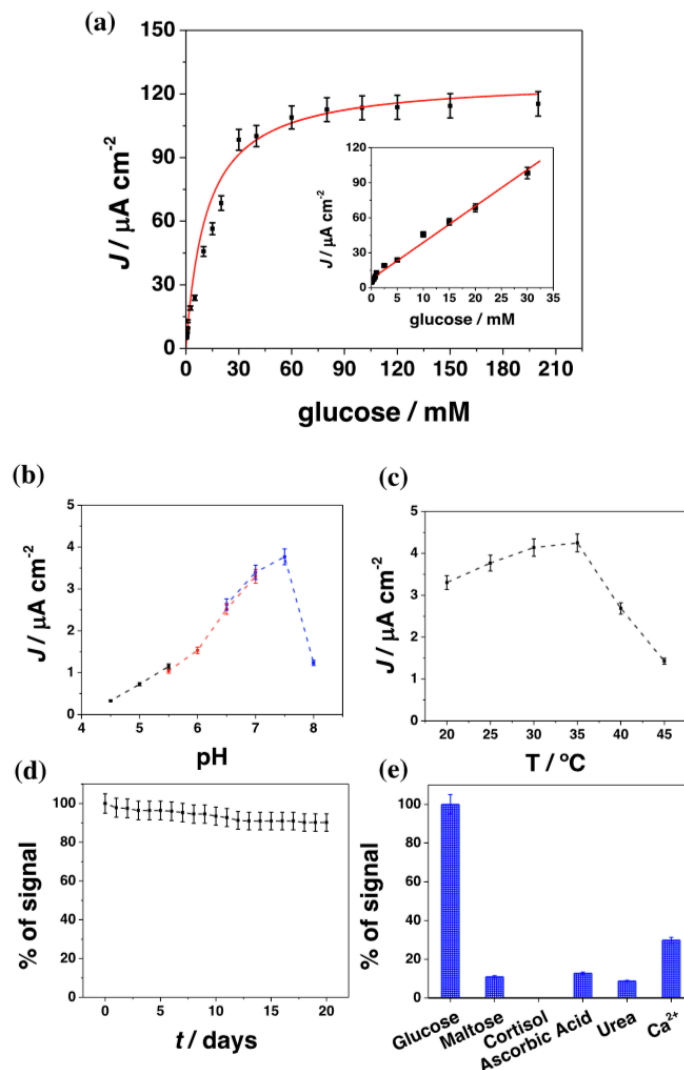 (a)
150
120
90
60
30
0
J / µA cm-2
0 30 60 90 120 150 180 210
glucose / mM
120
90
60
30
0
J / µA cm-2
0 5 10 15 20 25 30 35
glucose / mM
(b)
5
4
3
2
1
0
J / µA cm-2
4 5 6 7 8
pH
(c)
5
4
3
2
1
0
J / µA cm-2
20 25 30 35 40 45
T / ºC
(d)
100
80
60
40
20
0
% of signal
0 5 10 15 20
t / days
(e)
100
80
60
40
20
0
% of signal
Glucose
Maltose
Cortisol
Ascorbic Acid
Urea
Ca2+